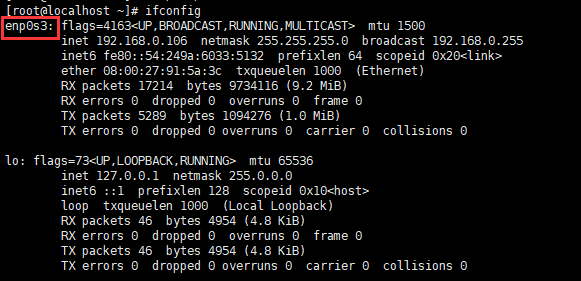 [root@localhost ~]# ifconfig
enp0s3: flags=4163<UP,BROADCAST,RUNNING,MULTICAST>  mtu 1500
        inet 192.168.0.106  netmask 255.255.255.0  broadcast 192.168.0.255
        inet6 fe80::54:249a:6033:5132  prefixlen 64  scopeid 0x20<link>
        ether 08:00:27:91:5a:3c  txqueuelen 1000  (Ethernet)
        RX packets 17214  bytes 9734116 (9.2 MiB)
        RX errors 0  dropped 0  overruns 0  frame 0
        TX packets 5289  bytes 1094276 (1.0 MiB)
        TX errors 0  dropped 0 overruns 0  carrier 0  collisions 0

lo: flags=73<UP,LOOPBACK,RUNNING>  mtu 65536
        inet 127.0.0.1  netmask 255.0.0.0
        inet6 ::1  prefixlen 128  scopeid 0x10<host>
        loop  txqueuelen 1000  (Local Loopback)
        RX packets 46  bytes 4954 (4.8 KiB)
        RX errors 0  dropped 0  overruns 0  frame 0
        TX packets 46  bytes 4954 (4.8 KiB)
        TX errors 0  dropped 0 overruns 0  carrier 0  collisions 0